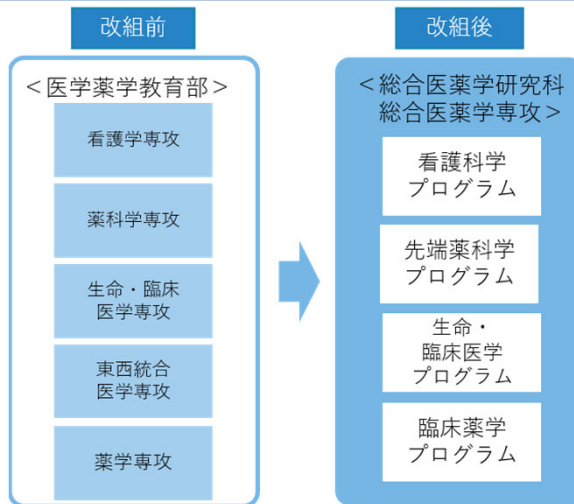 改組前
＜医学薬学教育部＞
看護学専攻
薬科学専攻
生命・臨床
医学専攻
東西統合
医学専攻
薬学専攻
改組後
＜総合医薬学研究科
総合医薬学専攻＞
看護科学
プログラム
先端薬科学
プログラム
生命・
臨床医学
プログラム
臨床薬学
プログラム